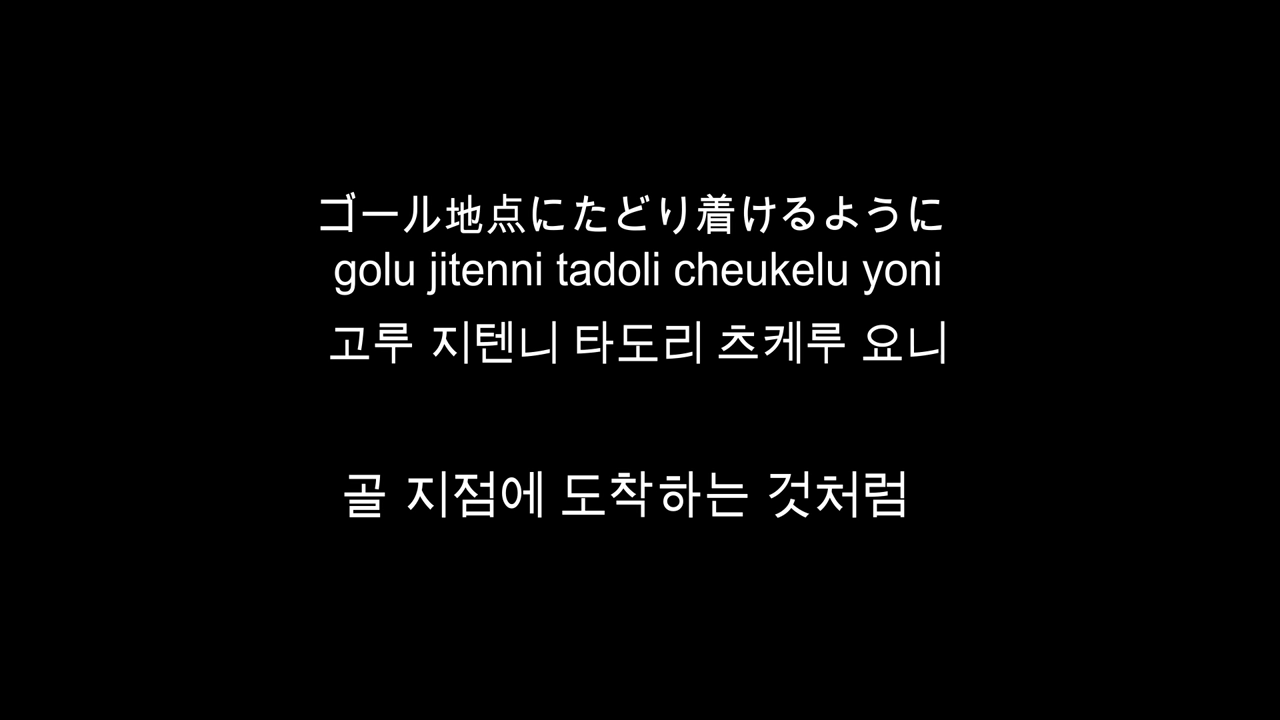 ゴール地点にたどり着けるように
golu jitenni tadoli cheukelu yoni
고루 지텐니 타도리 츠케루 요니
골 지점에 도착하는 것처럼